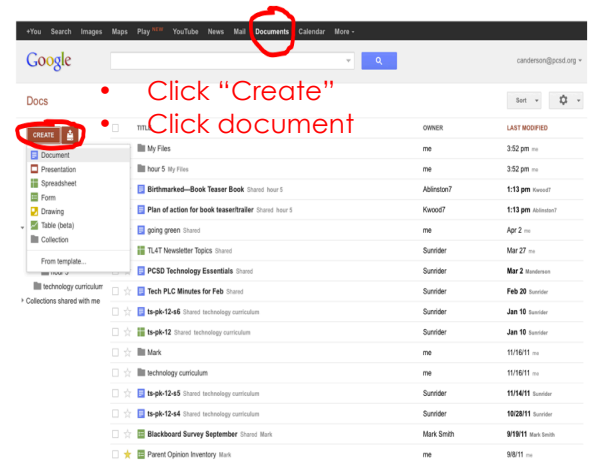 +You Search Images Maps Play NEW YouTube News Mail Documents Calendar More -
Google
canderson@pcsd.org
• Click “Create”
Docs
Sort
• Click document
CREATE
TITLE OWNER LAST MODIFIED
My Files me 3:52 pm me
Document
hour 5 My Files me 3:52 pm me
Presentation
Spreadsheet
Birthmarked—Book Teaser Book Shared hour 5 Ablinston7 1:13 pm Kwood7
Form
Drawing
Plan of action for book teaser/trailer Shared hour 5 Kwood7 1:13 pm Ablinston7
Table (beta)
going green Shared me Apr 2 me
Collection
TL4T Newsletter Topics Shared Sunrider Mar 27 me
From template...
hour 5
PCSD Technology Essentials Shared Sunrider Mar 2 Manderson
technology curriculum
Tech PLC Minutes for Feb Shared Sunrider Feb 20 Sunrider
Collections shared with me
ts-pk-12-s6 Shared technology curriculum Sunrider Jan 10 Sunrider
ts-pk-12 Shared technology curriculum Sunrider Jan 10 Sunrider
Mark me 11/16/11 me
technology curriculum me 11/16/11 me
ts-pk-12-s5 Shared technology curriculum Sunrider 11/14/11 Sunrider
ts-pk-12-s4 Shared technology curriculum Sunrider 10/28/11 Sunrider
Blackboard Survey September Shared Mark Mark Smith 9/19/11 Mark Smith
Parent Opinion Inventory Mark me 9/8/11 me